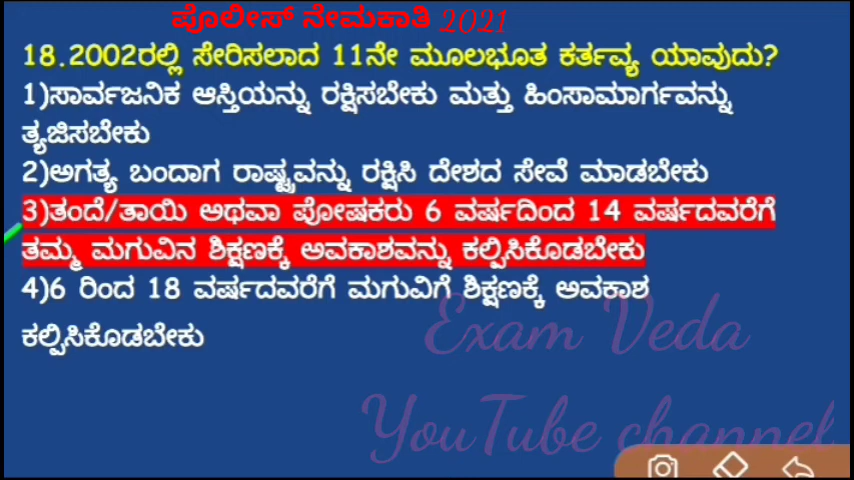 ಪೊಲೀಸ್ ನೇಮಕಾತಿ 2021
18.2002ರಲ್ಲಿ ಸೇರಿಸಲಾದ 11ನೇ ಮೂಲಭೂತ ಕರ್ತವ್ಯ ಯಾವುದು?
1)ಸಾರ್ವಜನಿಕ ಆಸ್ತಿಯನ್ನು ರಕ್ಷಿಸಬೇಕು ಮತ್ತು ಹಿಂಸಾಮಾರ್ಗವನ್ನು
ತ್ಯಜಿಸಬೇಕು
2)ಅಗತ್ಯ ಬಂದಾಗ ರಾಷ್ಟ್ರವನ್ನು ರಕ್ಷಿಸಿ ದೇಶದ ಸೇವೆ ಮಾಡಬೇಕು
3)ತಂದೆ/ತಾಯಿ ಅಥವಾ ಪೋಷಕರು 6 ವರ್ಷದಿಂದ 14 ವರ್ಷದವರೆಗೆ
ತಮ್ಮ ಮಗುವಿನ ಶಿಕ್ಷಣಕ್ಕೆ ಅವಕಾಶವನ್ನು ಕಲ್ಪಿಸಿಕೊಡಬೇಕು
4)6 ರಿಂದ 18 ವರ್ಷದವರೆಗೆ ಮಗುವಿಗೆ ಶಿಕ್ಷಣಕ್ಕೆ ಅವಕಾಶ
ಕಲ್ಪಿಸಿಕೊಡಬೇಕು
Exam Veda
YouTube channel